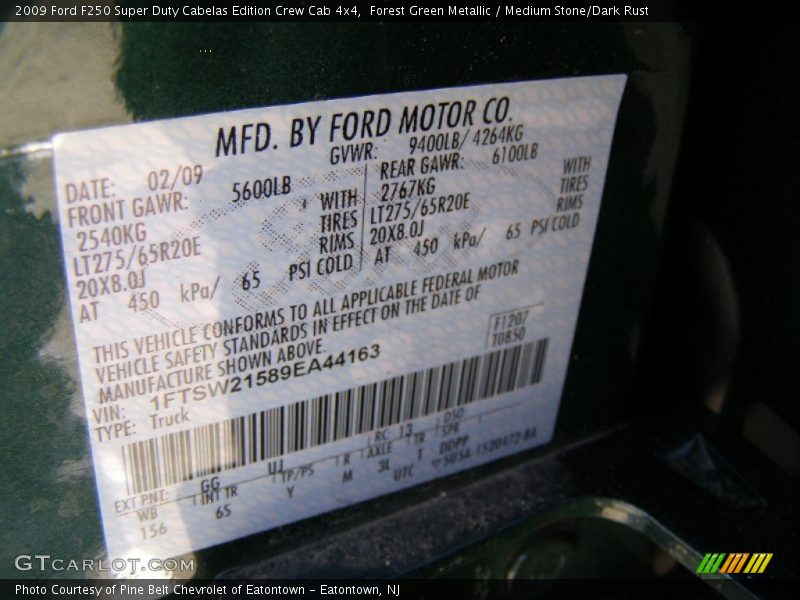 2009 Ford F250 Super Duty Cabelas Edition Crew Cab 4x4, Forest Green Metallic / Medium Stone/Dark Rust
MFD. BY FORD MOTOR CO.
DATE: 02/09 GVWR: 9400LB/ 4264KG
FRONT GAWR: 5600LB REAR GAWR: 6100LB
2540KG WITH 2767KG WITH
LT275/65R20E TIRES LT275/65R20E TIRES
20X8.0J RIMS 20X8.0J RIMS
AT 450 kPa/ 65 PSI COLD AT 450 kPa/ 65 PSI COLD
THIS VEHICLE CONFORMS TO ALL APPLICABLE FEDERAL MOTOR
VEHICLE SAFETY STANDARDS IN EFFECT ON THE DATE OF
MANUFACTURE SHOWN ABOVE.
F1207
T0850
VIN: 1FTSW21589EA44163
TYPE: Truck
EXT PNT: GG UJ RC 13 DSO
WB INT TR TP/PS R AXLE TR SPR
156 65 Y M 3L T DDPP
UTC
GTCARLOT.COM
Photo Courtesy of Pine Belt Chevrolet of Eatontown – Eatontown, NJ